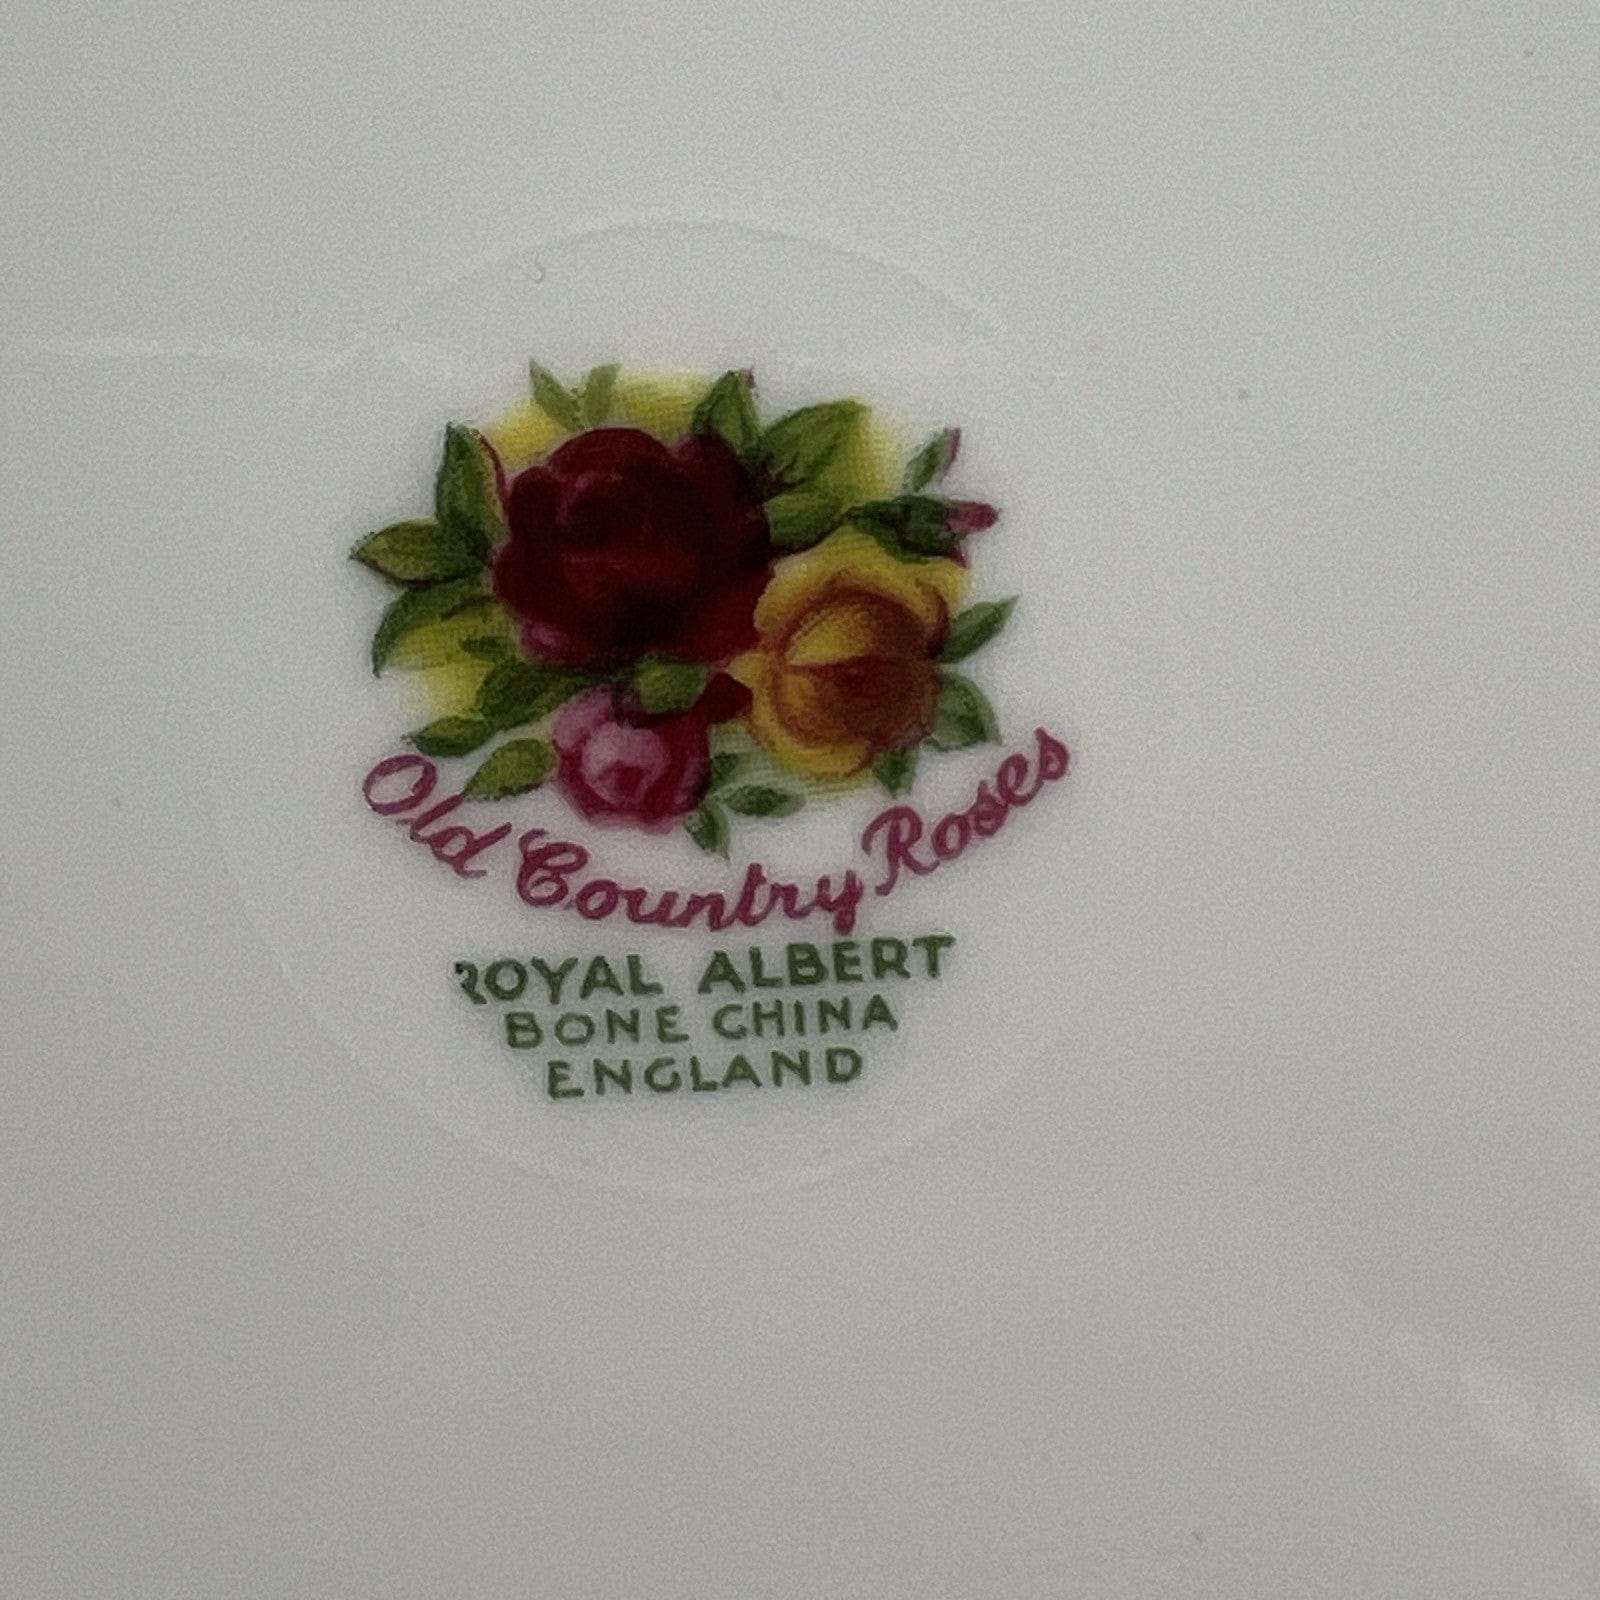 Old Country Roses
ROYAL ALBERT
BONE CHINA
ENGLAND